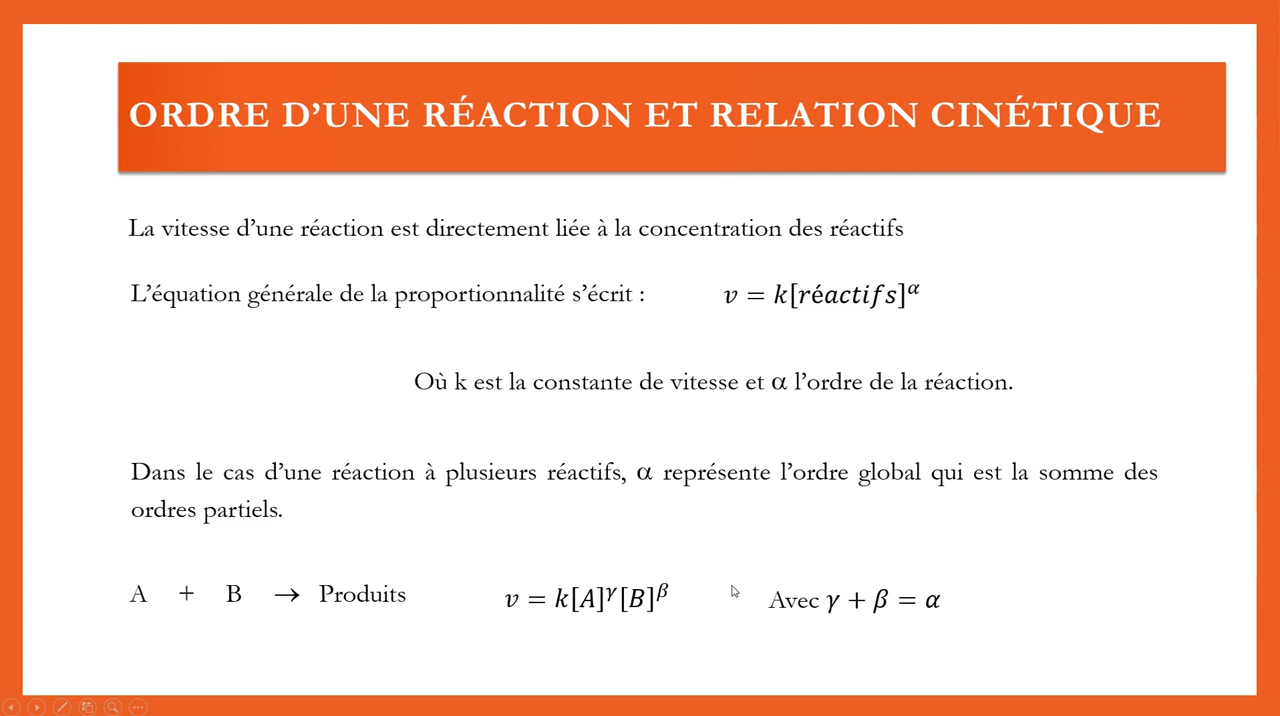 ORDRE D’UNE RÉACTION ET RELATION CINÉTIQUE
La vitesse d’une réaction est directement liée à la concentration des réactifs
L’équation générale de la proportionnalité s’écrit : v = k[réactifs]^α
Où k est la constante de vitesse et α l’ordre de la réaction.
Dans le cas d’une réaction à plusieurs réactifs, α représente l’ordre global qui est la somme des
ordres partiels.
A + B → Produits v = k[A]^γ[B]^β Avec γ + β = α